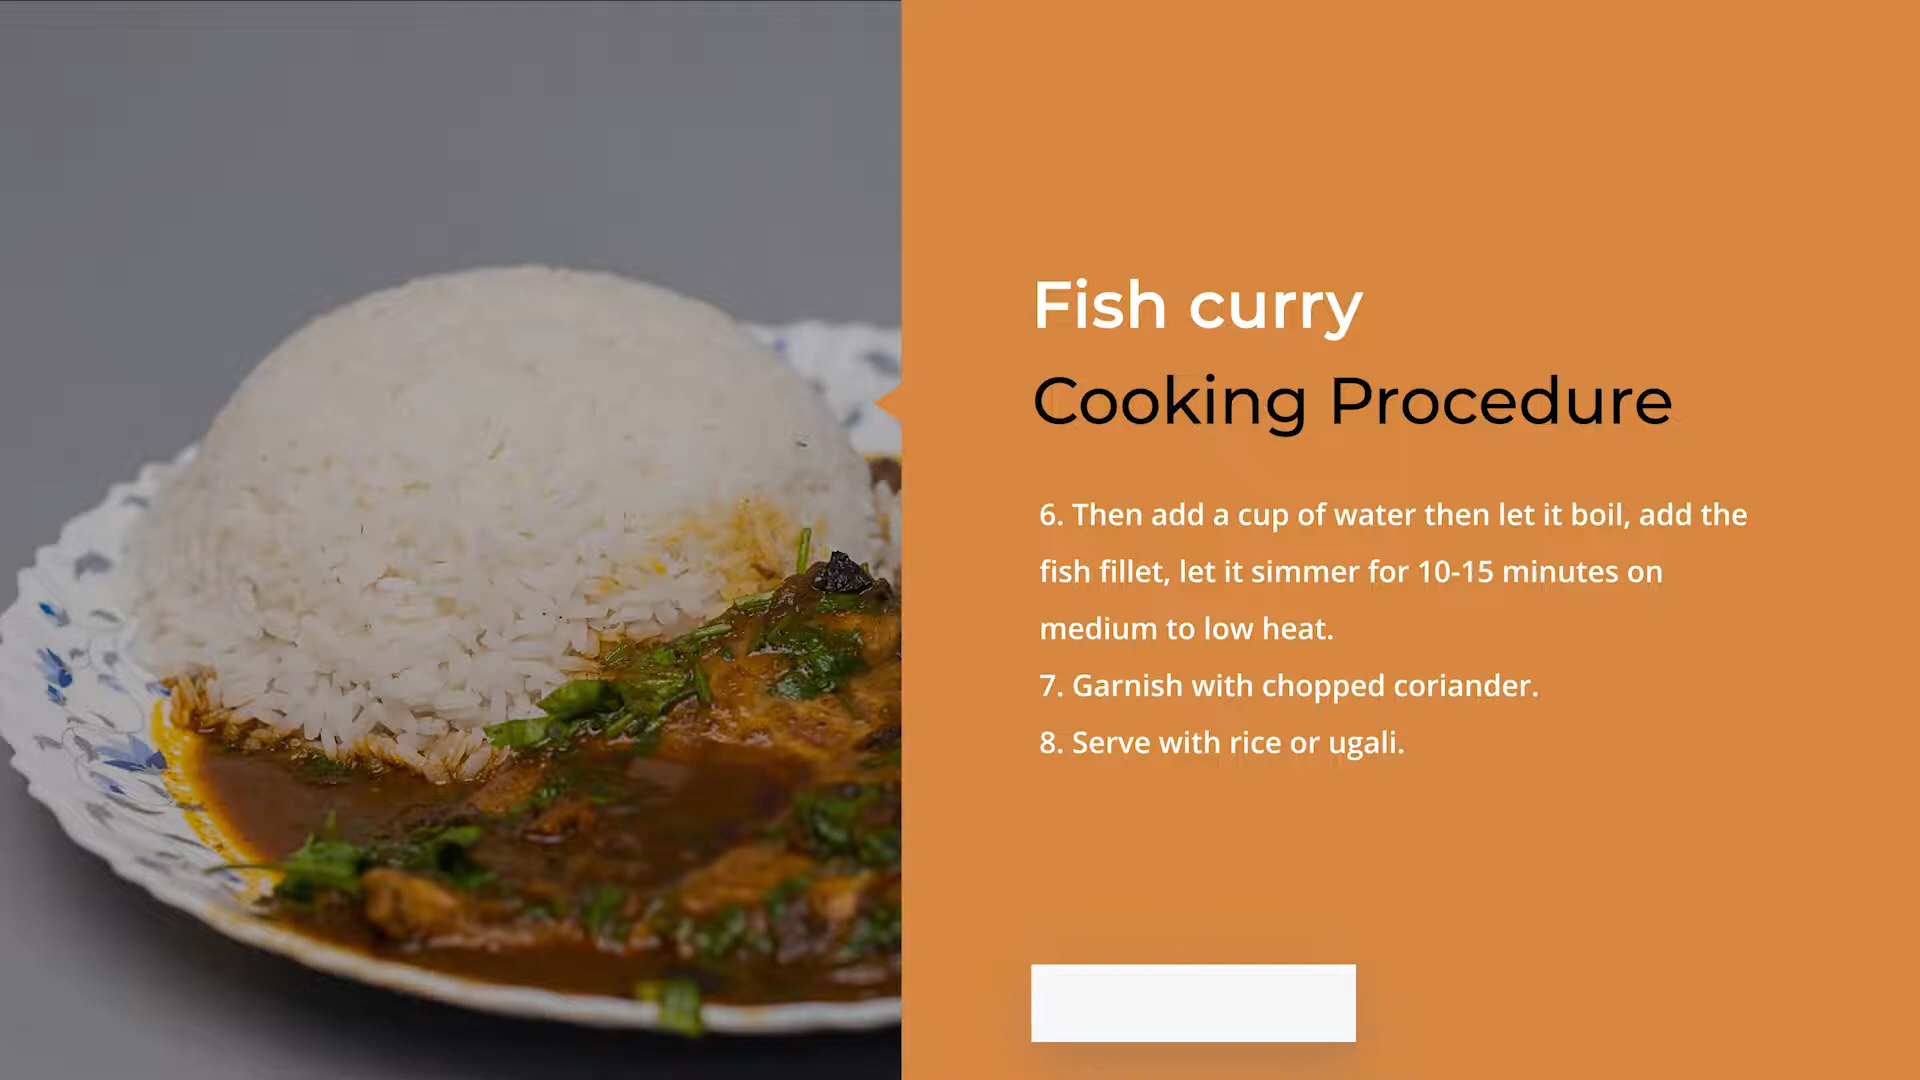 Fish curry
Cooking Procedure
6. Then add a cup of water then let it boil, add the
fish fillet, let it simmer for 10-15 minutes on
medium to low heat.
7. Garnish with chopped coriander.
8. Serve with rice or ugali.